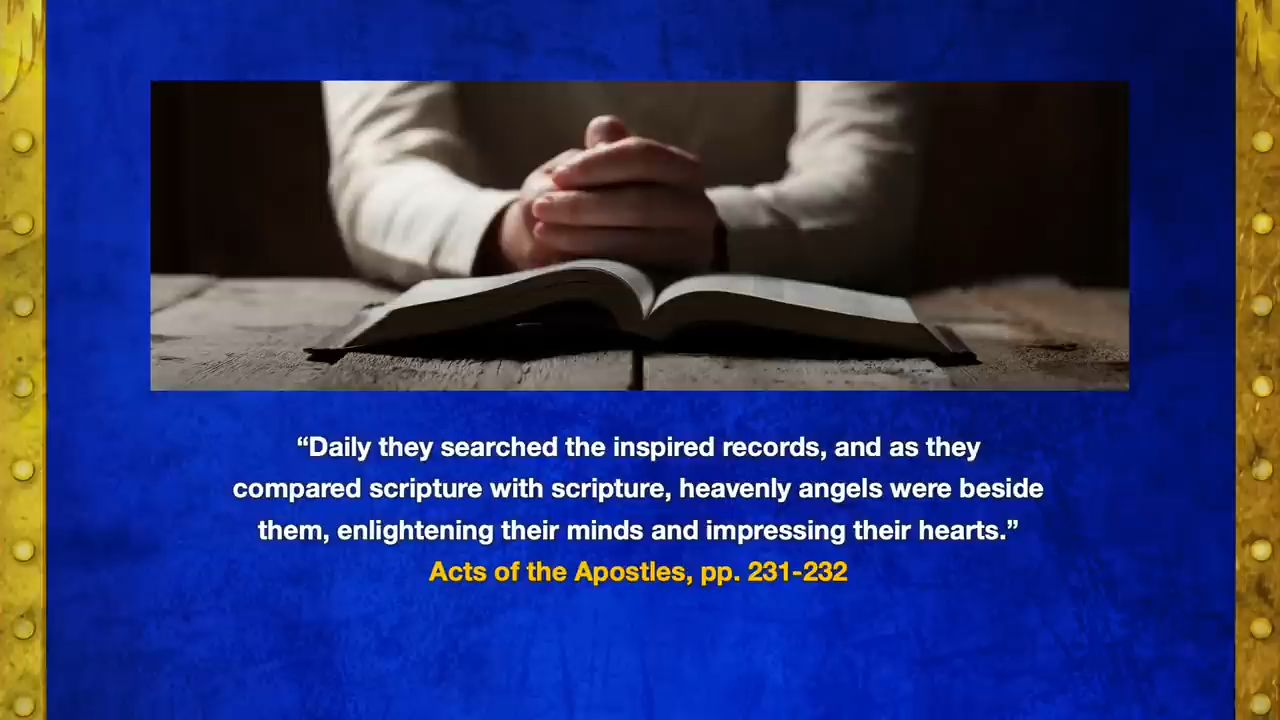 “Daily they searched the inspired records, and as they
compared scripture with scripture, heavenly angels were beside
them, enlightening their minds and impressing their hearts.”
Acts of the Apostles, pp. 231-232